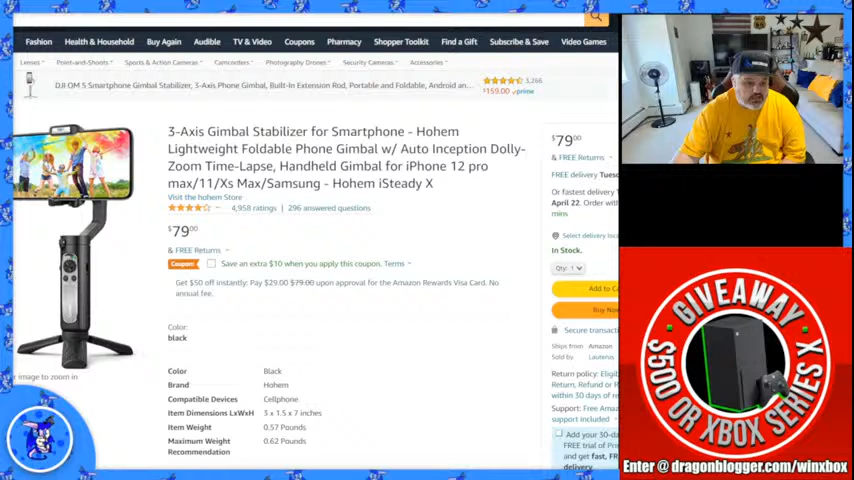 Fashion Health & Household Buy Again Audible TV & Video Coupons Pharmacy Shopper Toolkit Find a Gift Subscribe & Save Video Games
Lenses Point-and-Shoots Sports & Action Cameras Camcorders Photography Drones Security Cameras Accessories
DJI OM 5 Smartphone Gimbal Stabilizer, 3-Axis Phone Gimbal, Built-In Extension Rod, Portable and Foldable, Android an...
3,266
$159.00 prime
3-Axis Gimbal Stabilizer for Smartphone - Hohem
Lightweight Foldable Phone Gimbal w/ Auto Inception Dolly-
Zoom Time-Lapse, Handheld Gimbal for iPhone 12 pro
max/11/Xs Max/Samsung - Hohem iSteady X
Visit the hohem Store
4,958 ratings | 296 answered questions
$7900
& FREE Returns
Coupon Save an extra $10 when you apply this coupon. Terms
Get $50 off instantly: Pay $29.00 $79.00 upon approval for the Amazon Rewards Visa Card. No
annual fee.
Color:
black
Color Black
Brand Hohem
Compatible Devices Cellphone
Item Dimensions LxWxH 3 x 1.5 x 7 inches
Item Weight 0.57 Pounds
Maximum Weight 0.62 Pounds
Recommendation
image to zoom in
$7900
& FREE Returns
FREE delivery Tues
Or fastest delivery
April 22. Order with
mins
Select delivery loc
In Stock.
Qty: 1
Add to C
Buy Now
Secure transact
Ships from Amazon
Sold by Lauterus
Return policy: Eligib
Return, Refund or R
within 30 days of re
Support: Free Amaz
support included
Add your 30-da
FREE trial of Prim
and get fast, FR
delivery
GIVEAWAY
$500 OR XBOX SERIES X
Enter @ dragonblogger.com/winxbox